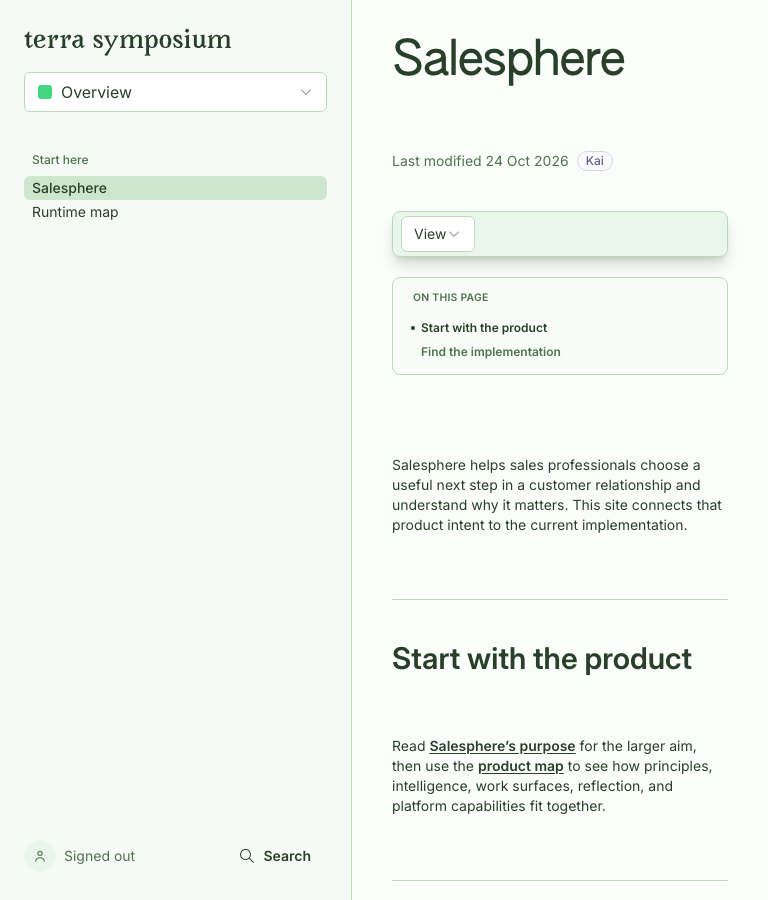 terra symposium
Overview
Start here
Salesphere
Runtime map
Signed out
Search
Salesphere
Last modified 24 Oct 2026
Kai
View
ON THIS PAGE
• Start with the product
Find the implementation
Salesphere helps sales professionals choose a
useful next step in a customer relationship and
understand why it matters. This site connects that
product intent to the current implementation.
Start with the product
Read Salesphere’s purpose for the larger aim,
then use the product map to see how principles,
intelligence, work surfaces, reflection, and
platform capabilities fit together.